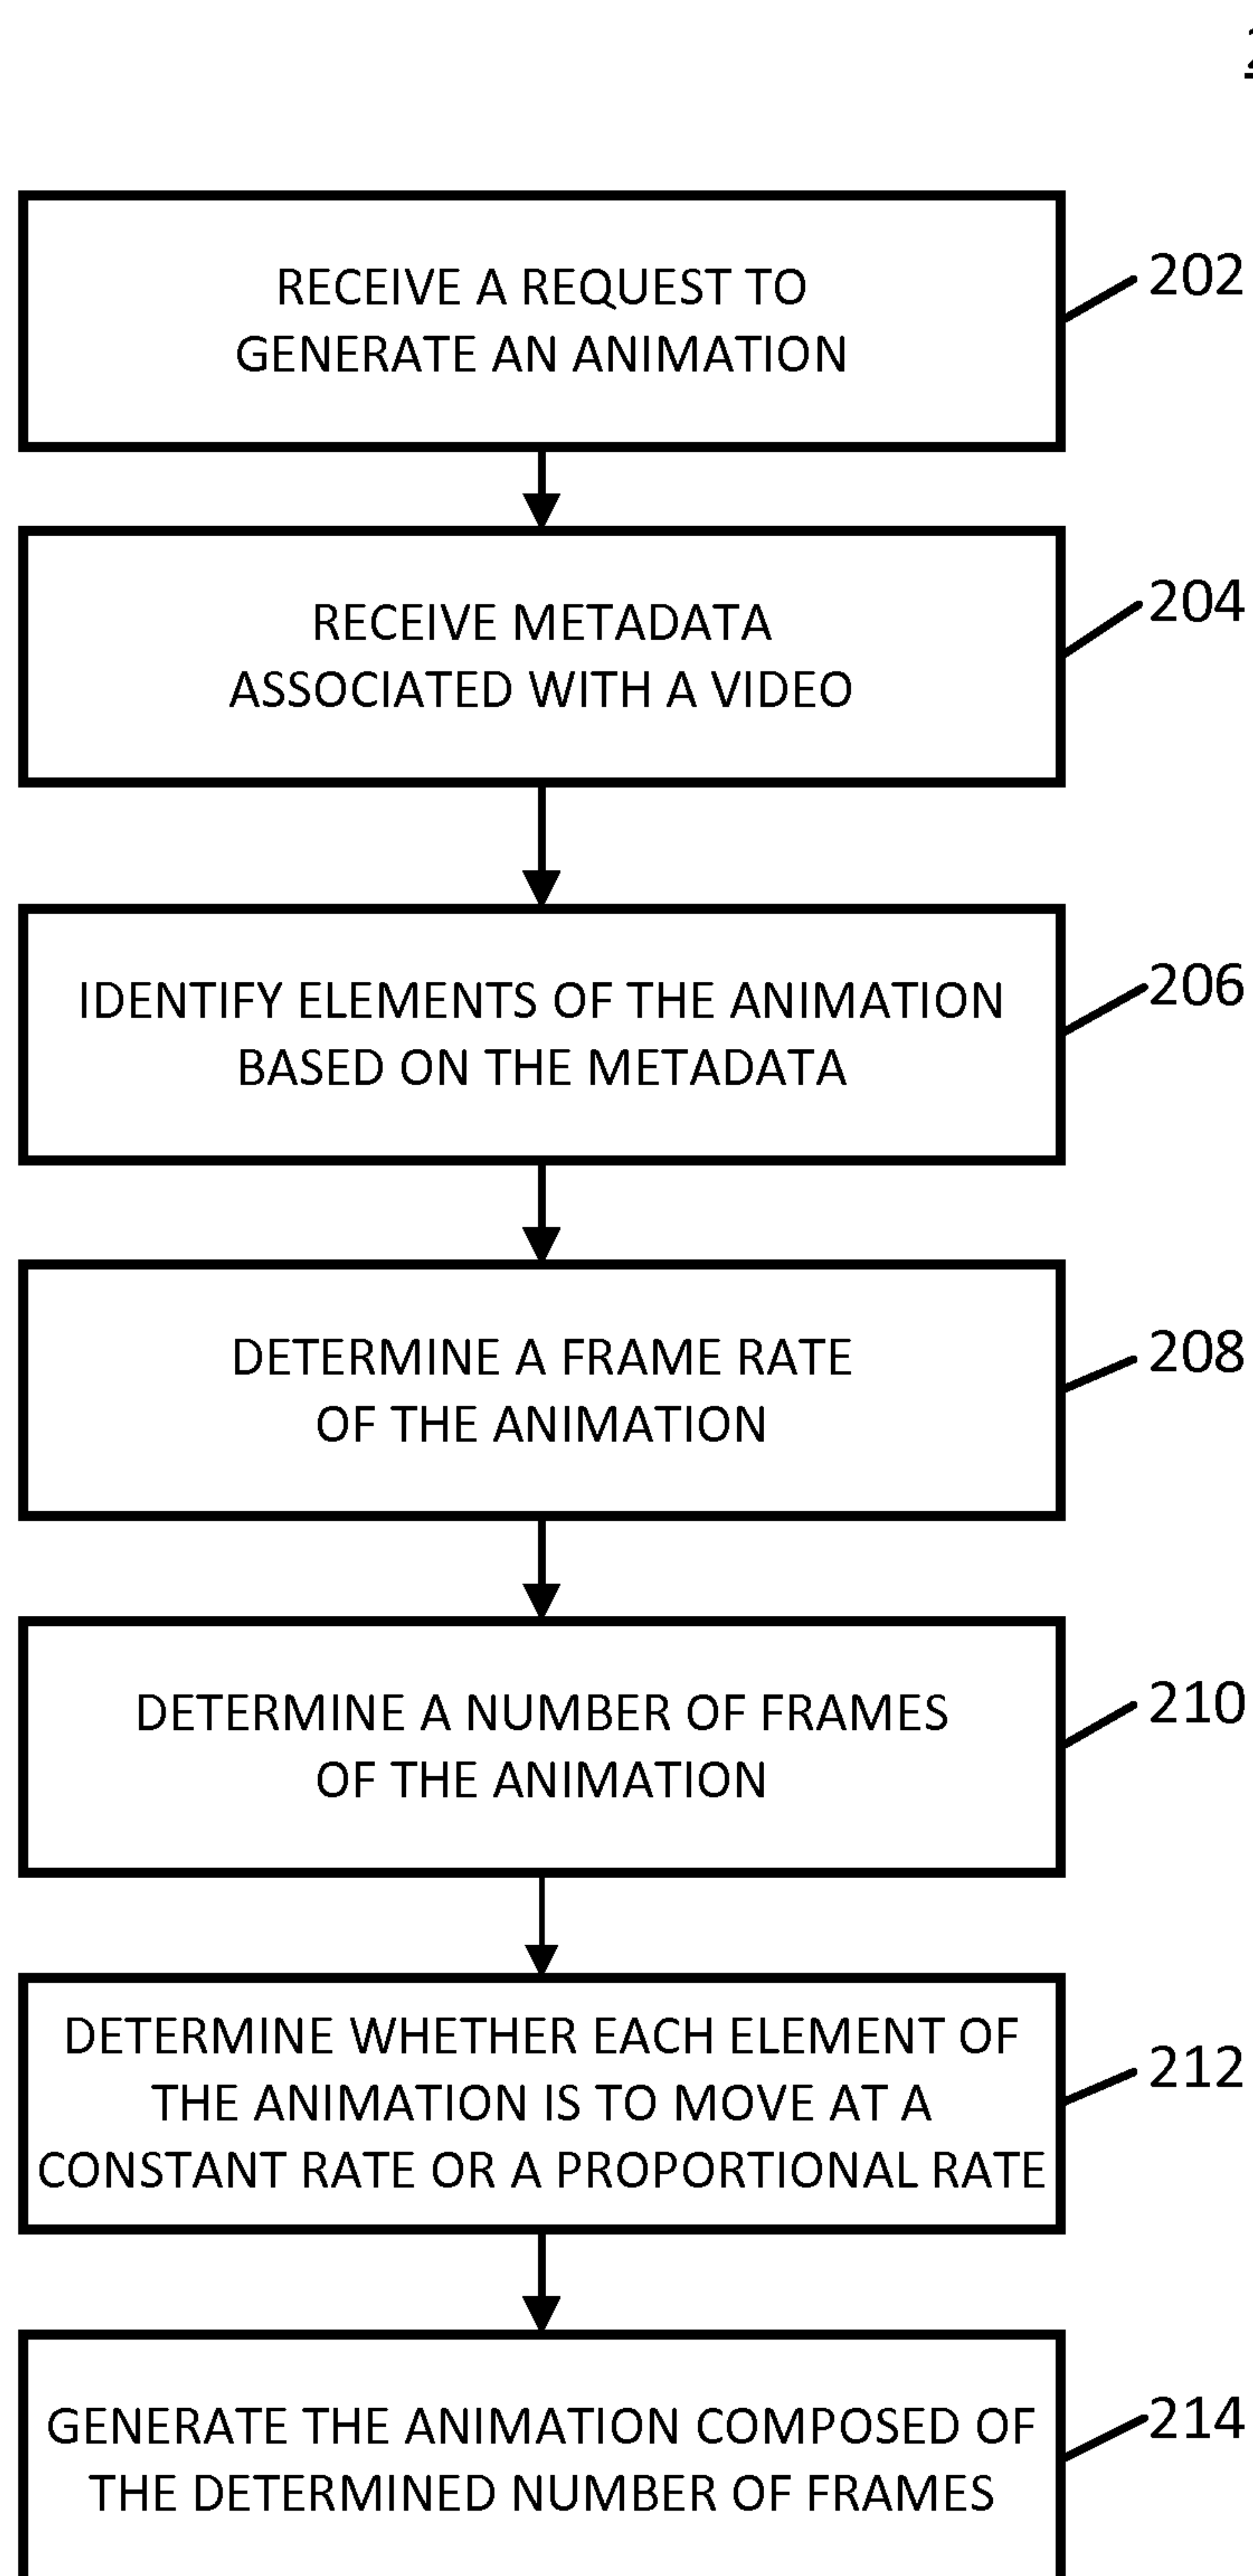 RECEIVE A REQUEST TO
GENERATE AN ANIMATION
202
RECEIVE METADATA
ASSOCIATED WITH A VIDEO
204
IDENTIFY ELEMENTS OF THE ANIMATION
BASED ON THE METADATA
206
DETERMINE A FRAME RATE
OF THE ANIMATION
208
DETERMINE A NUMBER OF FRAMES
OF THE ANIMATION
210
DETERMINE WHETHER EACH ELEMENT OF
THE ANIMATION IS TO MOVE AT A
CONSTANT RATE OR A PROPORTIONAL RATE
212
GENERATE THE ANIMATION COMPOSED OF
THE DETERMINED NUMBER OF FRAMES
214